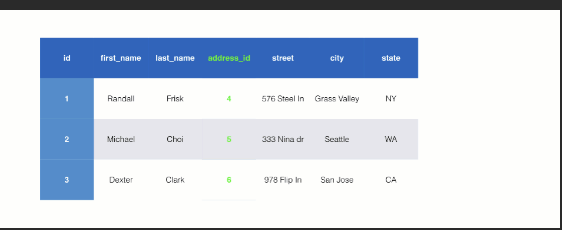 id first_name last_name address_id street city state
1 Randall Frisk 4 576 Steel ln Grass Valley NY
2 Michael Choi 5 333 Nina dr Seattle WA
3 Dexter Clark 6 978 Flip ln San Jose CA